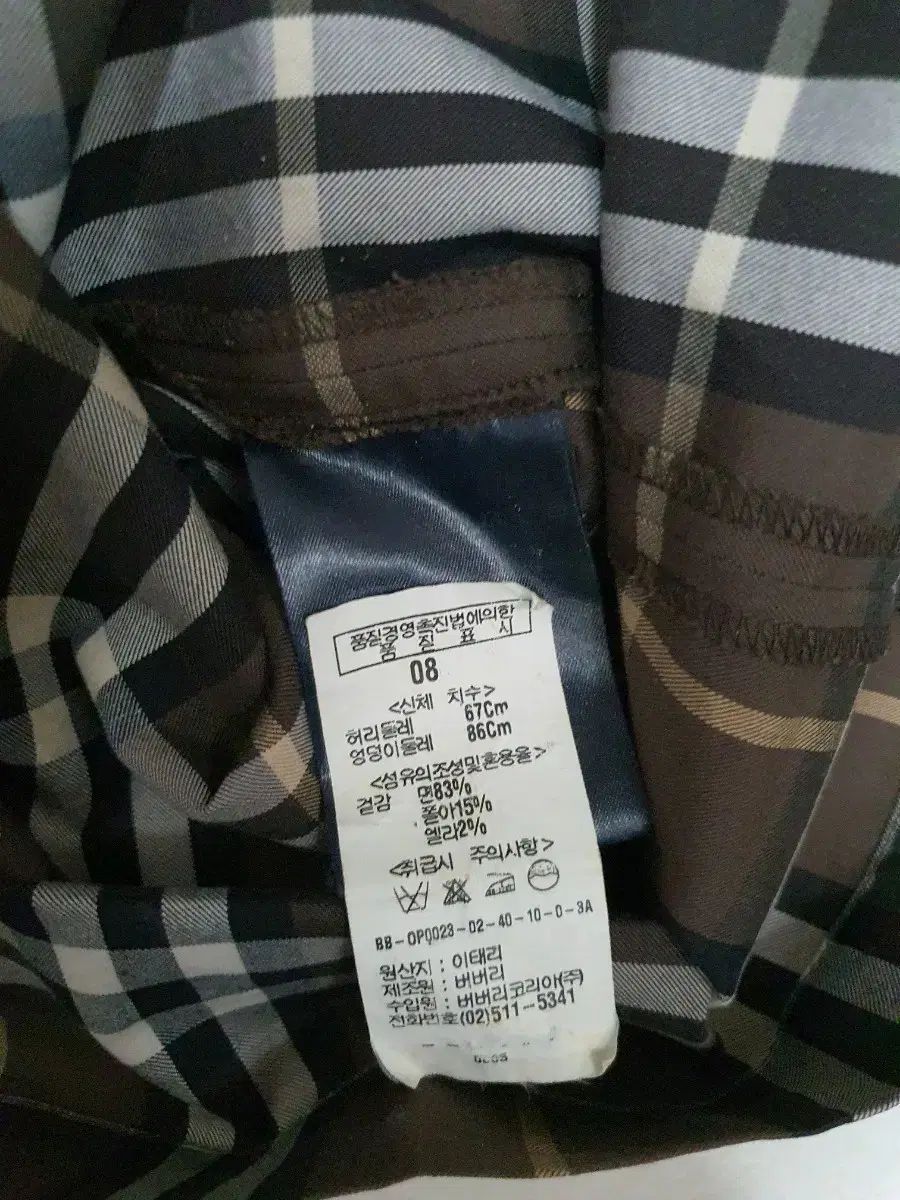 품질경영촉진법에의한
품 질 표 시
08
<신체 치수>
허리둘레 67Cm
엉덩이둘레 86Cm
<섬유의조성및혼용율>
겉감 면83%
쫄아15%
엘라2%
<취급시 주의사항>
BB-OP0023-02-40-10-0-3A
원산지 : 이태리
제조원 : 버버리
수입원 : 버버리코리아(주)
전화번호(02)511-5341